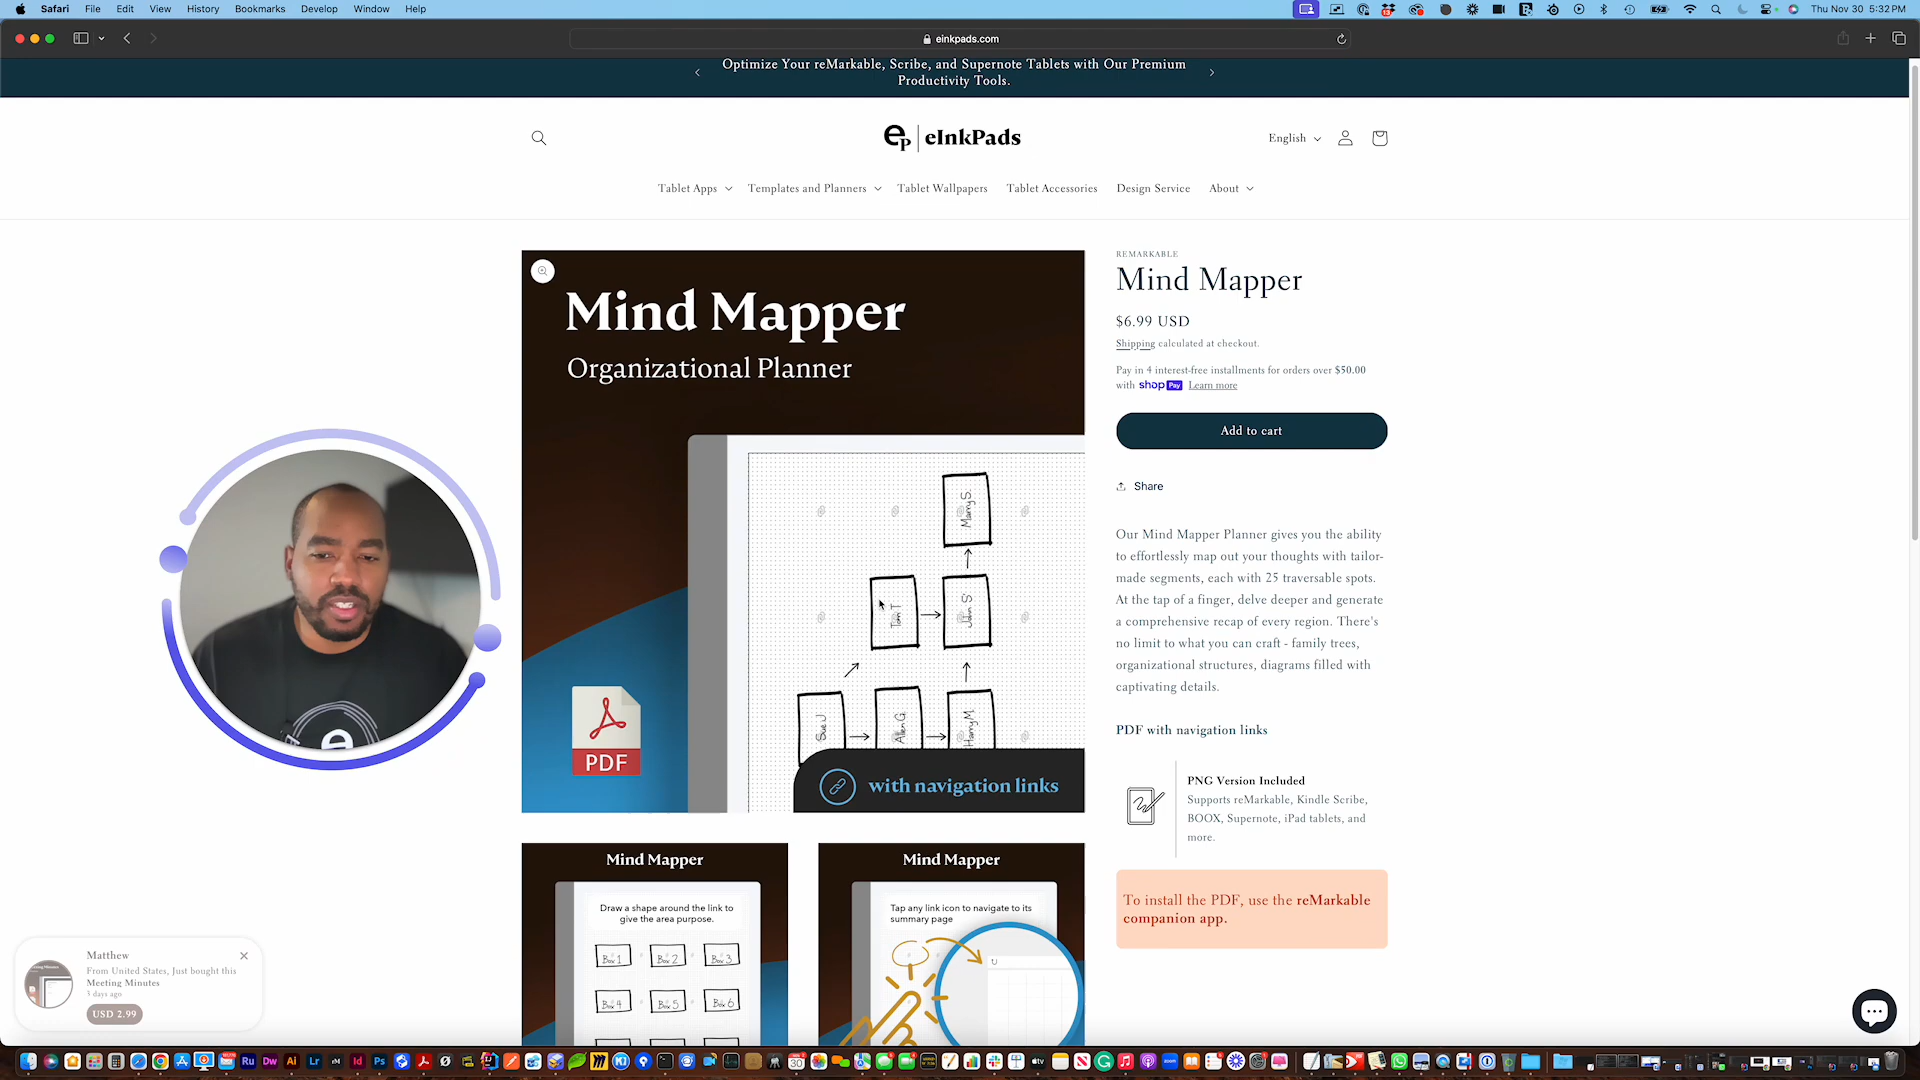 Safari File Edit View History Bookmarks Develop Window Help
Thu Nov 30 5:32 PM
einkpads.com
Optimize Your reMarkable, Scribe, and Supernote Tablets with Our Premium
Productivity Tools.
eP eInkPads
English
Tablet Apps Templates and Planners Tablet Wallpapers Tablet Accessories Design Service About
Mind Mapper
Organizational Planner
Marry S.
Tom T
John S
Sue J
Allen G.
Harry M.
PDF
with navigation links
REMARKABLE
Mind Mapper
$6.99 USD
Shipping calculated at checkout.
Pay in 4 interest-free installments for orders over $50.00
with shop Pay Learn more
Add to cart
Share
Our Mind Mapper Planner gives you the ability
to effortlessly map out your thoughts with tailor-
made segments, each with 25 traversable spots.
At the tap of a finger, delve deeper and generate
a comprehensive recap of every region. There's
no limit to what you can craft - family trees,
organizational structures, diagrams filled with
captivating details.
PDF with navigation links
PNG Version Included
Supports reMarkable, Kindle Scribe,
BOOX, Supernote, iPad tablets, and
more.
To install the PDF, use the reMarkable
companion app.
Mind Mapper
Draw a shape around the link to
give the area purpose.
Box 1 Box 2 Box 3
Box 4 Box 5 Box 6
Mind Mapper
Tap any link icon to navigate to its
summary page
Matthew
From United States, Just bought this
Meeting Minutes
3 days ago
USD 2.99